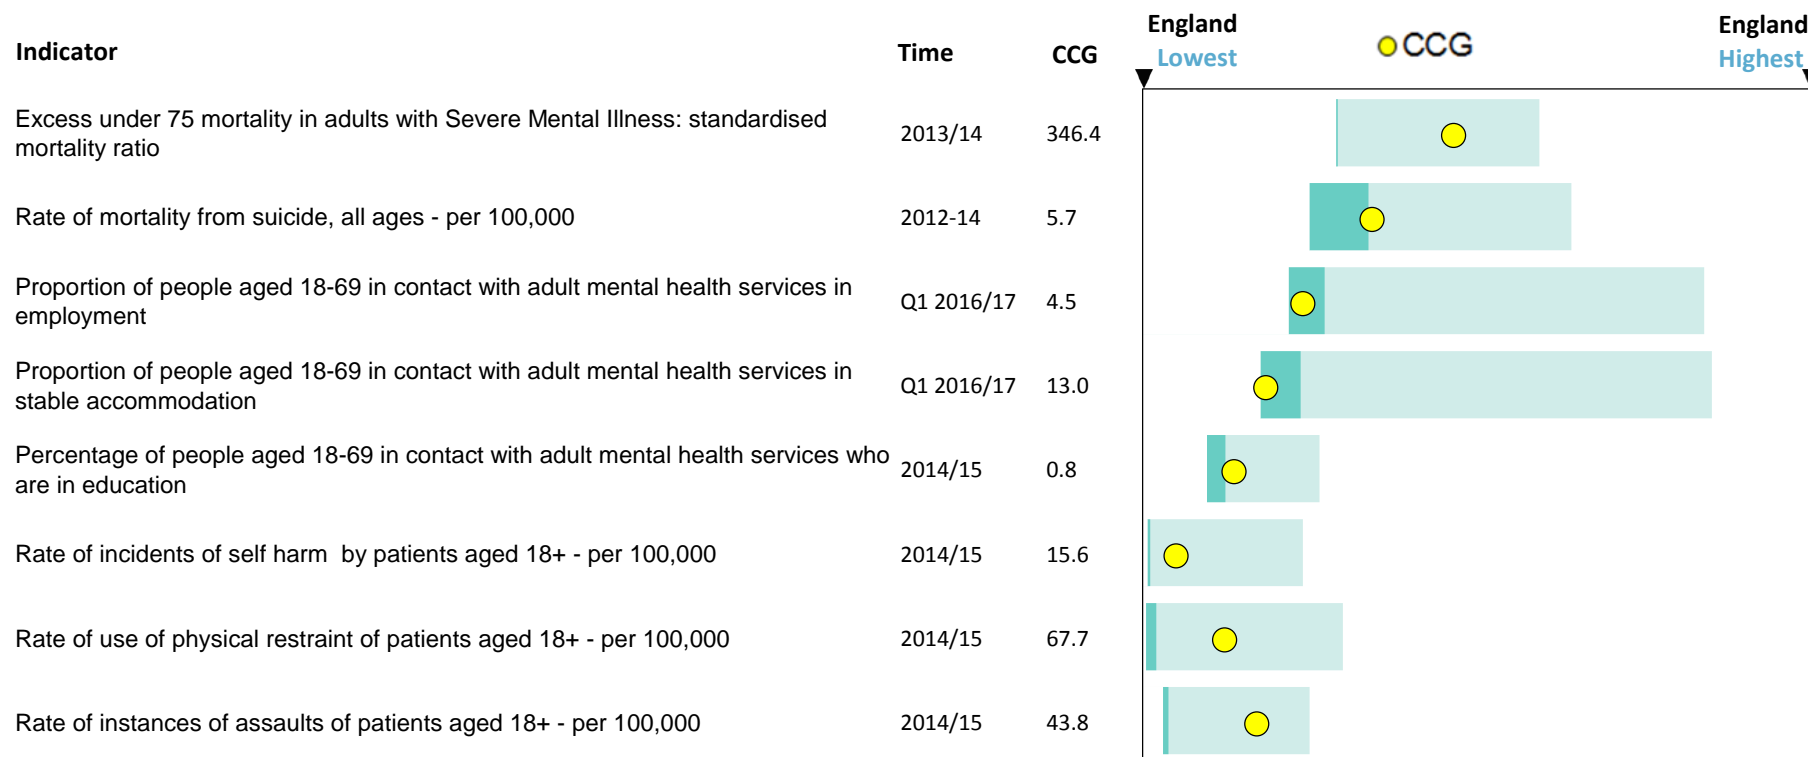 England England
Indicator Time CCG Lowest CCG Highest
Excess under 75 mortality in adults with Severe Mental Illness: standardised
mortality ratio
2013/14 346.4
Rate of mortality from suicide, all ages - per 100,000 2012-14 5.7
Proportion of people aged 18-69 in contact with adult mental health services in
employment
Q1 2016/17 4.5
Proportion of people aged 18-69 in contact with adult mental health services in
stable accommodation
Q1 2016/17 13.0
Percentage of people aged 18-69 in contact with adult mental health services who
are in education
2014/15 0.8
Rate of incidents of self harm  by patients aged 18+ - per 100,000 2014/15 15.6
Rate of use of physical restraint of patients aged 18+ - per 100,000 2014/15 67.7
Rate of instances of assaults of patients aged 18+ - per 100,000 2014/15 43.8